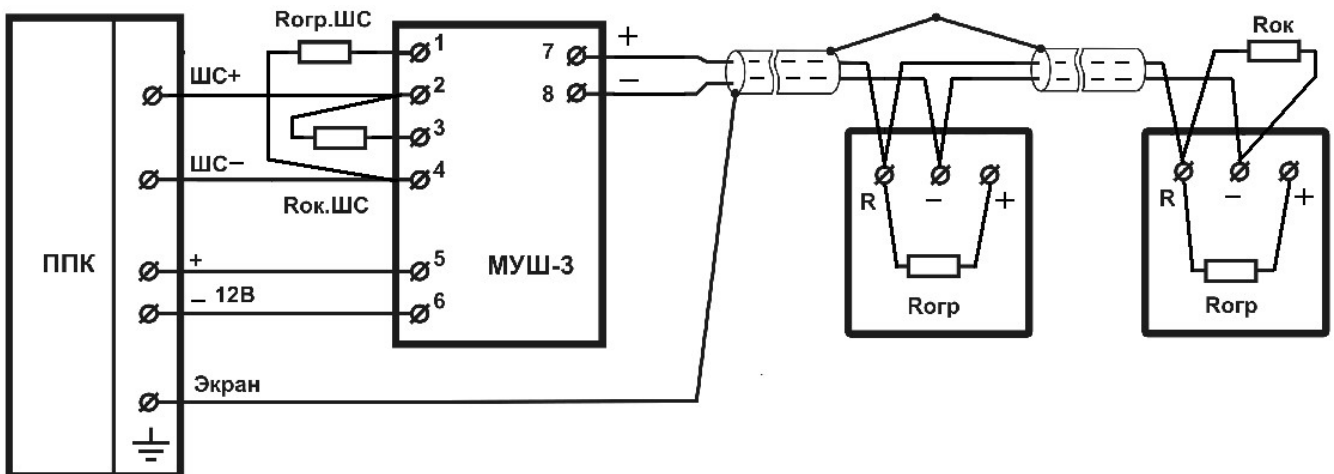 Rогр.ШС
1
2
3
4
5
6
7
8
+
−
ШС+
ШС−
Rок.ШС
ППК
МУШ-3
+
− 12В
Экран
Rок
R − +
Rогр
R − +
Rогр